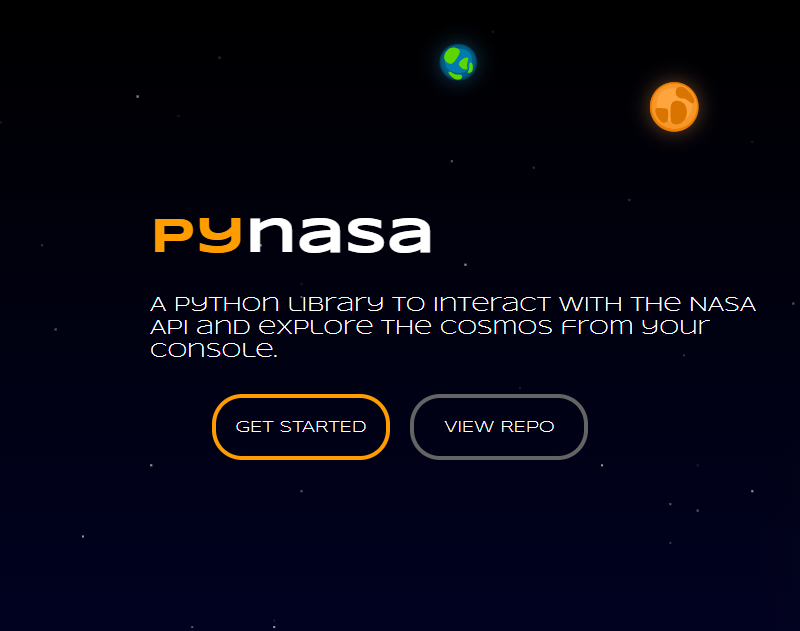 pynasa
A Python Library to interact with the NASA
API and explore the cosmos from your
console.
GET STARTED
VIEW REPO